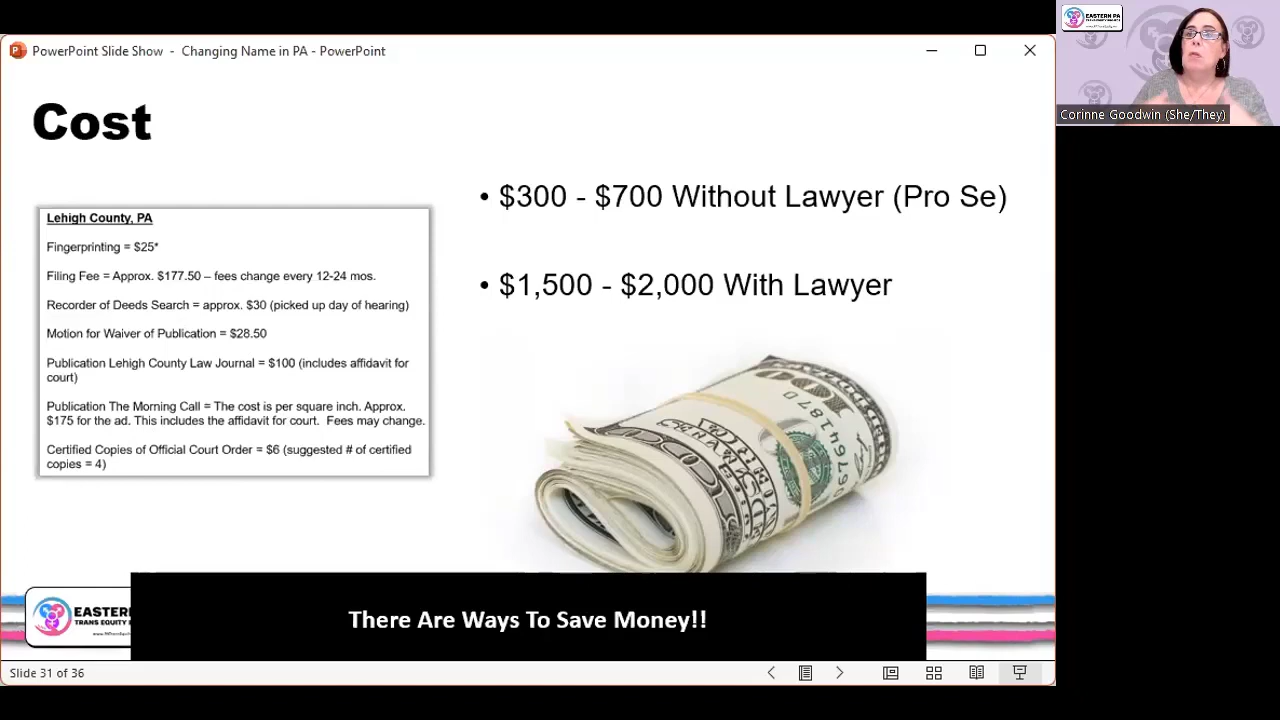 EASTERN PA
PowerPoint Slide Show - Changing Name in PA - PowerPoint
Corinne Goodwin (She/They)
Cost
Lehigh County, PA
Fingerprinting = $25*
Filing Fee = Approx. $177.50 – fees change every 12-24 mos.
Recorder of Deeds Search = approx. $30 (picked up day of hearing)
Motion for Waiver of Publication = $28.50
Publication Lehigh County Law Journal = $100 (includes affidavit for
court)
Publication The Morning Call = The cost is per square inch. Approx.
$175 for the ad. This includes the affidavit for court. Fees may change.
Certified Copies of Official Court Order = $6 (suggested # of certified
copies = 4)
• $300 - $700 Without Lawyer (Pro Se)
• $1,500 - $2,000 With Lawyer
100
EASTERN
TRANS EQUITY
There Are Ways To Save Money!!
Slide 31 of 36